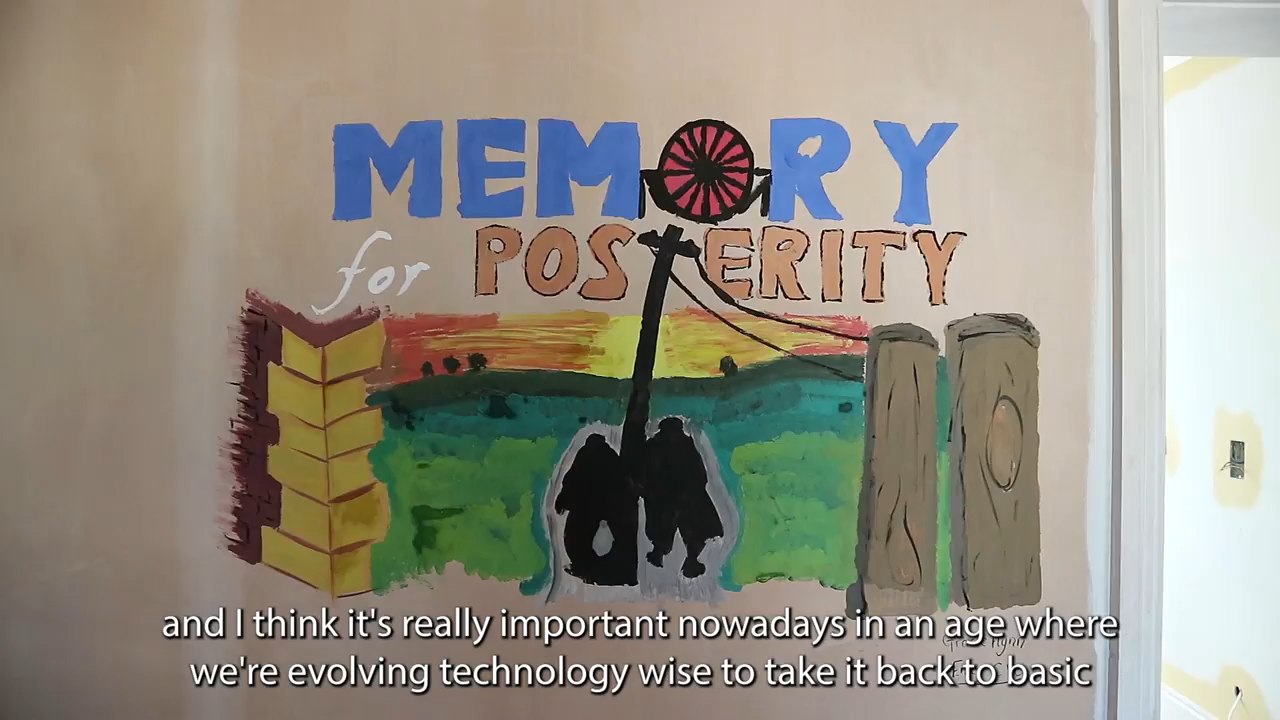 MEMORY
for POSTERITY
and I think it's really important nowadays in an age where
we're evolving technology wise to take it back to basic